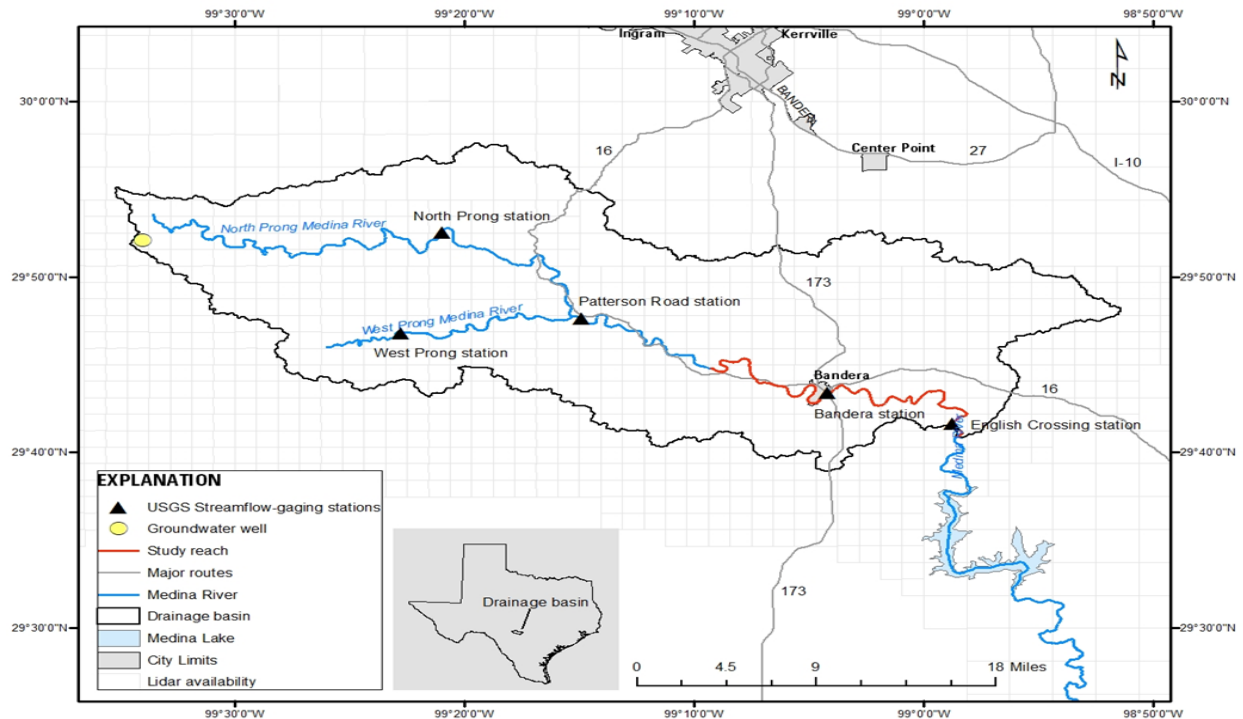 99°30'0"W
99°20'0"W
99°10'0"W
99°0'0"W
98°50'0"W
Ingram
Kerrville
N
30°0'0"N
30°0'0"N
BANDERA
16
Center Point
27
I-10
North Prong Medina River
North Prong station
29°50'0"N
29°50'0"N
173
Patterson Road station
West Prong Medina River
West Prong station
Bandera
16
Bandera station
English Crossing station
Medina River
29°40'0"N
29°40'0"N
EXPLANATION
USGS Streamflow-gaging stations
Groundwater well
Study reach
Major routes
Medina River
Drainage basin
Medina Lake
City Limits
Lidar availability
Drainage basin
173
29°30'0"N
29°30'0"N
0
4.5
9
18 Miles
99°30'0"W
99°20'0"W
99°10'0"W
99°0'0"W
98°50'0"W